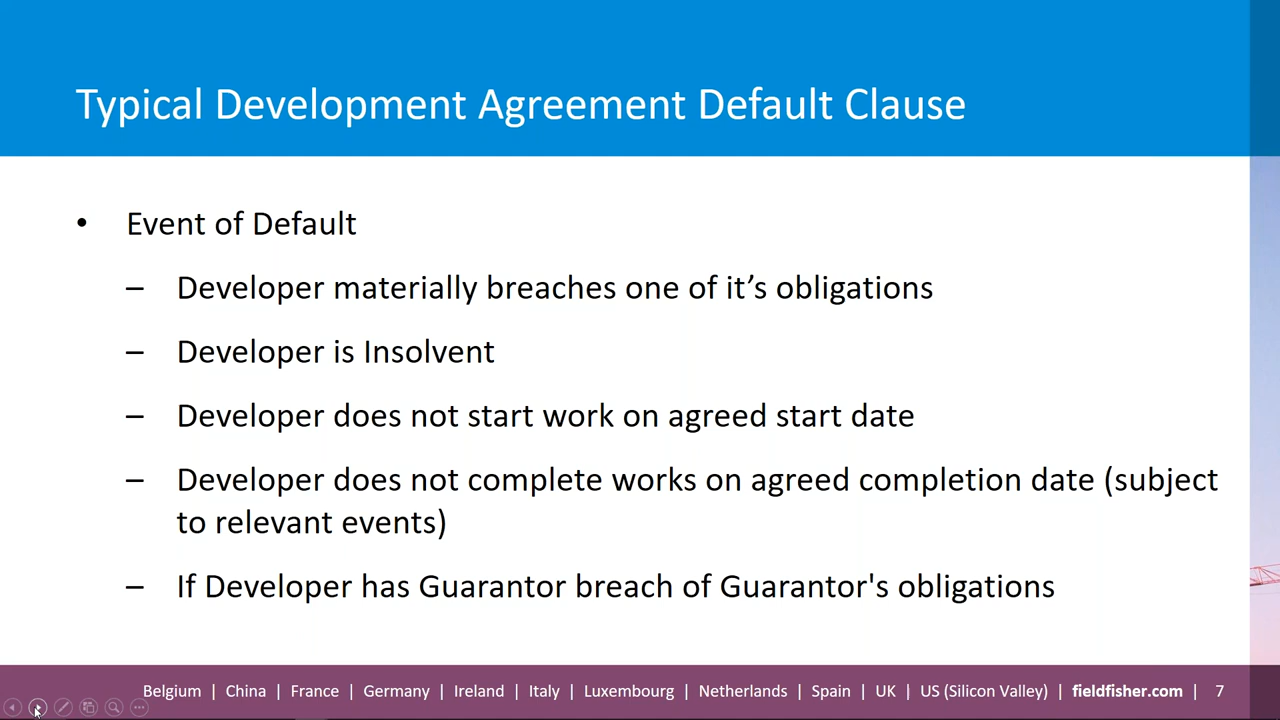 Typical Development Agreement Default Clause
• Event of Default
– Developer materially breaches one of it’s obligations
– Developer is Insolvent
– Developer does not start work on agreed start date
– Developer does not complete works on agreed completion date (subject
to relevant events)
– If Developer has Guarantor breach of Guarantor's obligations
Belgium | China | France | Germany | Ireland | Italy | Luxembourg | Netherlands | Spain | UK | US (Silicon Valley) | fieldfisher.com | 7